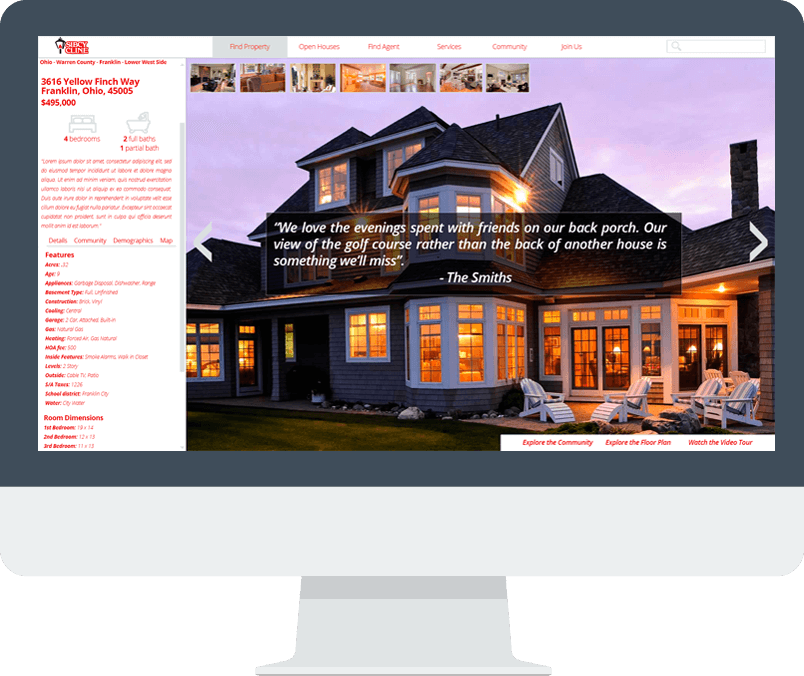 SIBCY
CLINE
Find Property Open Houses Find Agent Services Community Join Us
Ohio - Warren County - Franklin - Lower West Side
3616 Yellow Finch Way
Franklin, Ohio, 45005
$495,000
4 bedrooms
2 full baths
1 partial bath
"Lorem ipsum dolor sit amet, consectetur adipiscing elit, sed
do eiusmod tempor incididunt ut labore et dolore magna
aliqua. Ut enim ad minim veniam, quis nostrud exercitation
ullamco laboris nisi ut aliquip ex ea commodo consequat.
Duis aute irure dolor in reprehenderit in voluptate velit esse
cillum dolore eu fugiat nulla pariatur. Excepteur sint occaecat
cupidatat non proident, sunt in culpa qui officia deserunt
mollit anim id est laborum."
Details Community Demographics Map
Features
Acres: .32
Age: 9
Appliances: Garbage Disposal, Dishwasher, Range
Basement Type: Full, Unfinished
Construction: Brick, Vinyl
Cooling: Central
Garage: 2 Car, Attached, Built-in
Gas: Natural Gas
Heating: Forced Air, Gas Natural
HOA fee: 500
Inside Features: Smoke Alarms, Walk In Closet
Levels: 2 Story
Outside: Cable TV, Patio
S/A Taxes: 1226
School district: Franklin City
Water: City Water
Room Dimensions
1st Bedroom: 18 x 14
2nd Bedroom: 12 x 13
3rd Bedroom: 11 x 13
"We love the evenings spent with friends on our back porch. Our
view of the golf course rather than the back of another house is
something we'll miss".
- The Smiths
Explore the Community Explore the Floor Plan Watch the Video Tour